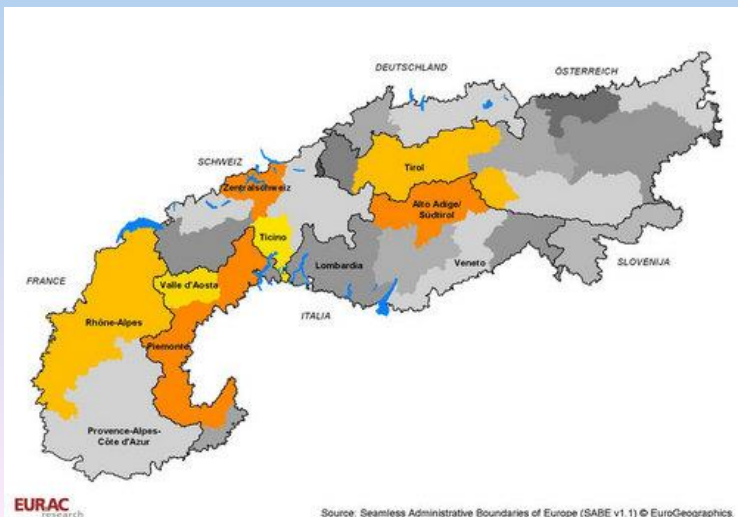 DEUTSCHLAND
ÖSTERREICH
SCHWEIZ
Tirol
Zentralschweiz
Alto Adige/
Südtirol
Ticino
Lombardia
Veneto
SLOVENIJA
FRANCE
Valle d'Aosta
ITALIA
Rhône-Alpes
Piemonte
Provence-Alpes-
Côte d'Azur
EURAC
research
Source: Seamless Administrative Boundaries of Europe (SABE v1.1) © EuroGeographics.